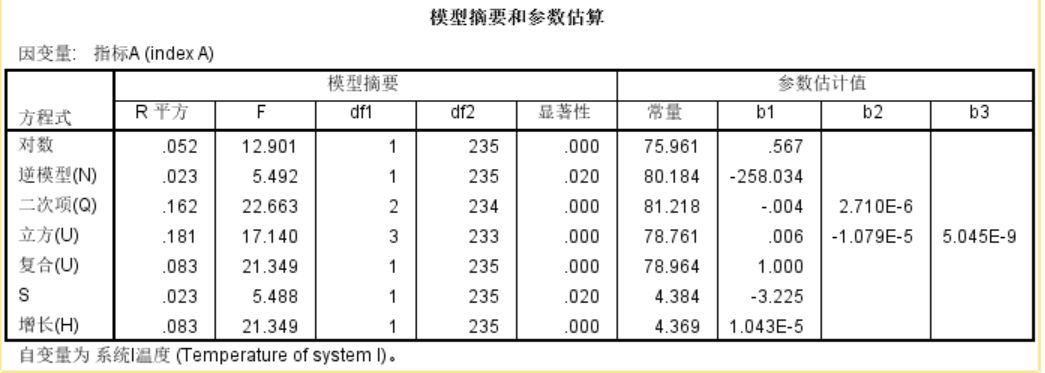 模型摘要和参数估算
因变量: 指标A (index A)
模型摘要 参数估计值
方程式 R 平方 F df1 df2 显著性 常量 b1 b2 b3
对数 .052 12.901 1 235 .000 75.961 .567
逆模型(N) .023 5.492 1 235 .020 80.184 -258.034
二次项(Q) .162 22.663 2 234 .000 81.218 -.004 2.710E-6
立方(U) .181 17.140 3 233 .000 78.761 .006 -1.079E-5 5.045E-9
复合(U) .083 21.349 1 235 .000 78.964 1.000
S .023 5.488 1 235 .020 4.384 -3.225
增长(H) .083 21.349 1 235 .000 4.369 1.043E-5
自变量为 系统I温度 (Temperature of system I)。